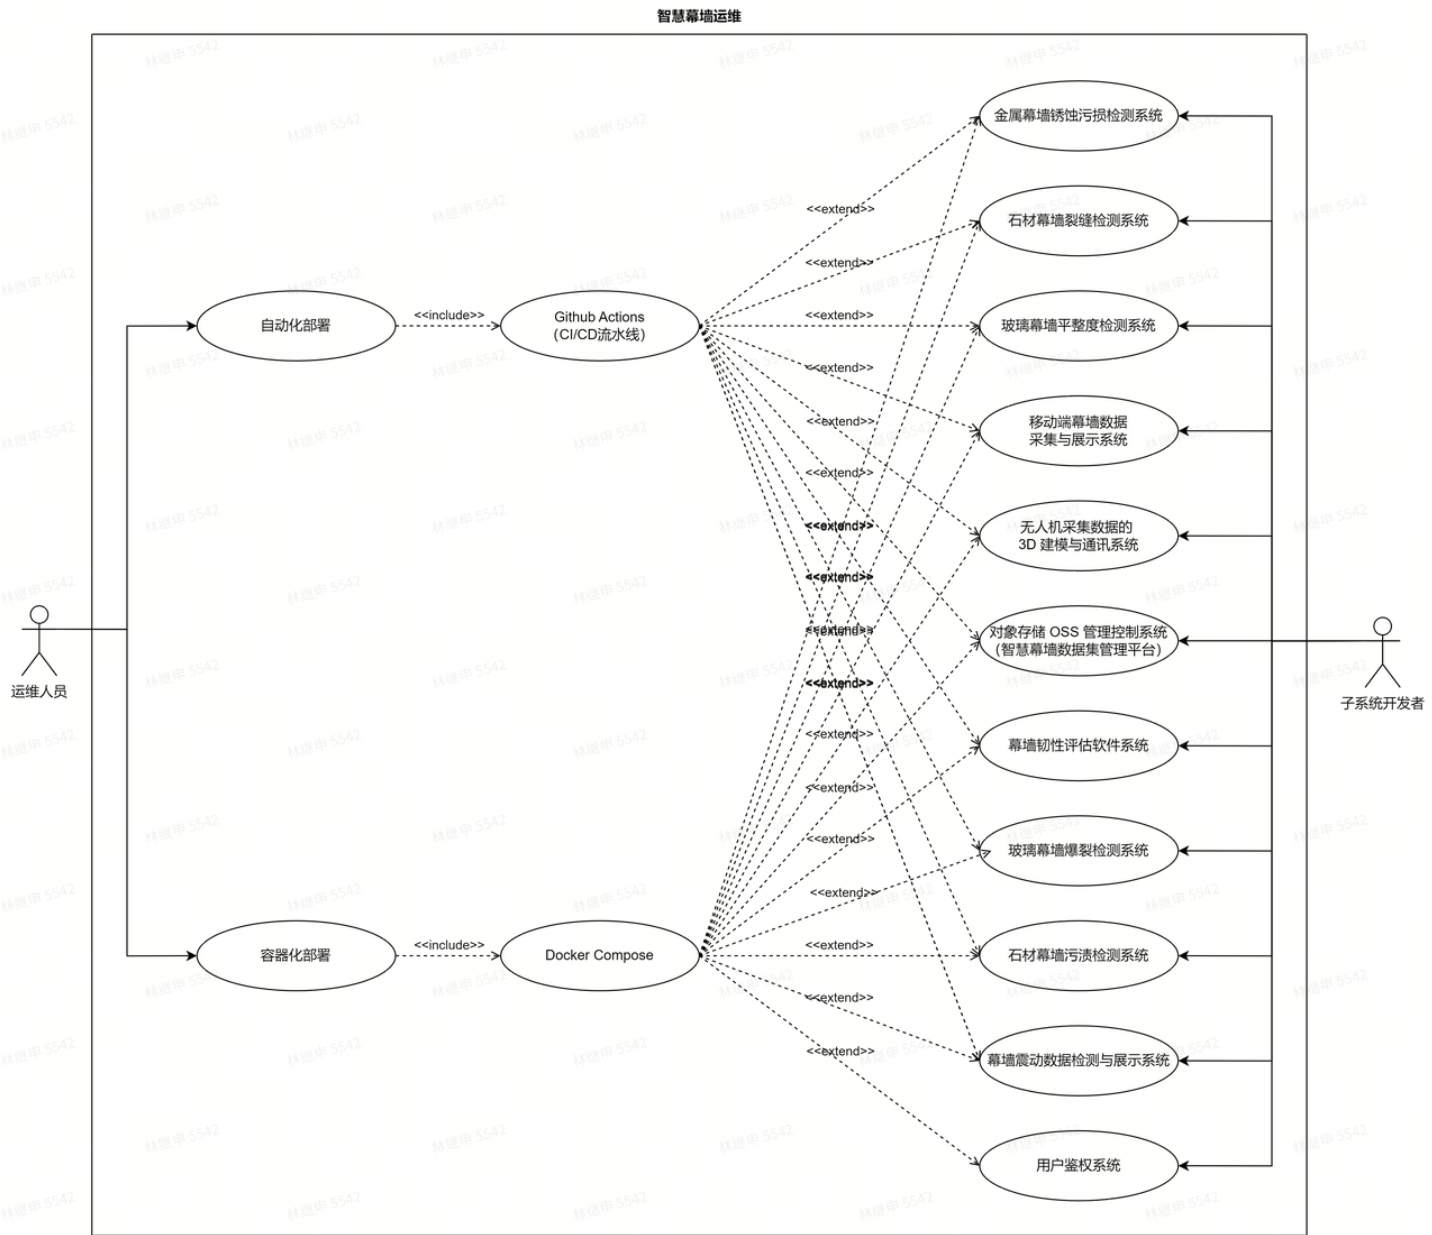 智慧幕墙运维
金属幕墙锈蚀污损检测系统
<<extend>>
石材幕墙裂缝检测系统
<<extend>>
自动化部署
<<include>>
Github Actions
(CI/CD流水线)
<<extend>>
玻璃幕墙平整度检测系统
<<extend>>
移动端幕墙数据
采集与展示系统
<<extend>>
<<extend>>
<<extend>>
无人机采集数据的
3D 建模与通讯系统
<<extend>>
<<extend>>
对象存储 OSS 管理控制系统
(智慧幕墙数据集管理平台)
<<extend>>
运维人员
子系统开发者
<<extend>>
幕墙韧性评估软件系统
<<extend>>
<<extend>>
玻璃幕墙爆裂检测系统
<<extend>>
容器化部署
<<include>>
Docker Compose
<<extend>>
石材幕墙污渍检测系统
<<extend>>
幕墙震动数据检测与展示系统
<<extend>>
用户鉴权系统
林继申 5542